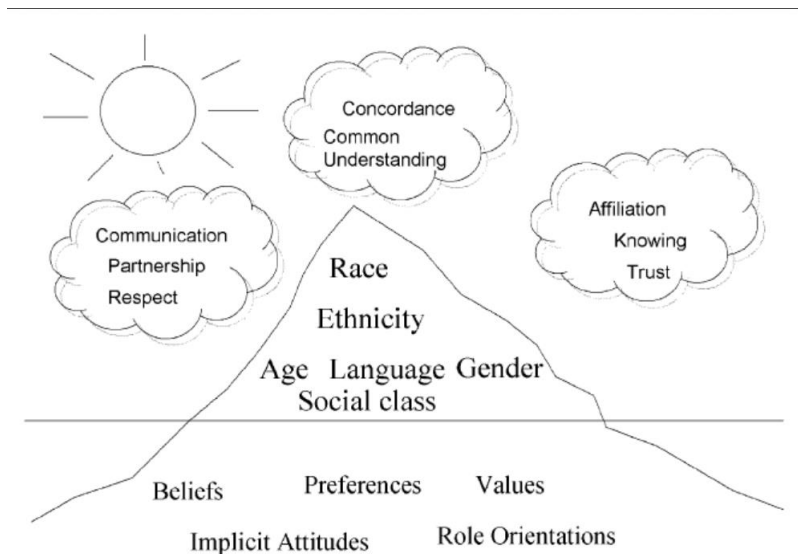 Concordance
Common
Understanding
Communication
Partnership
Respect
Affiliation
Knowing
Trust
Race
Ethnicity
Age Language Gender
Social class
Beliefs Preferences Values
Implicit Attitudes Role Orientations